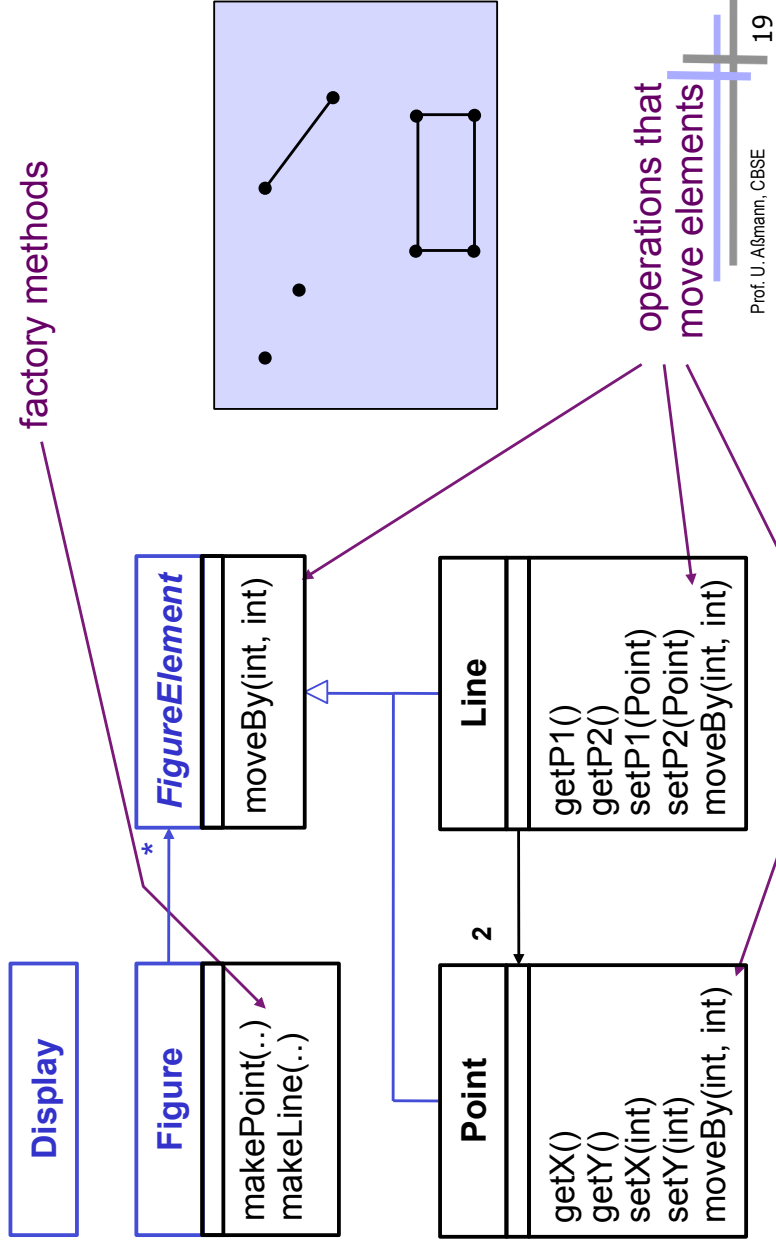 Display
factory methods
*
Figure
makePoint(..)
makeLine(..)
FigureElement
moveBy(int, int)
2
Point
getX()
getY()
setX(int)
setY(int)
moveBy(int, int)
Line
getP1()
getP2()
setP1(Point)
setP2(Point)
moveBy(int, int)
operations that
move elements
Prof. U. Aßmann, CBSE
19